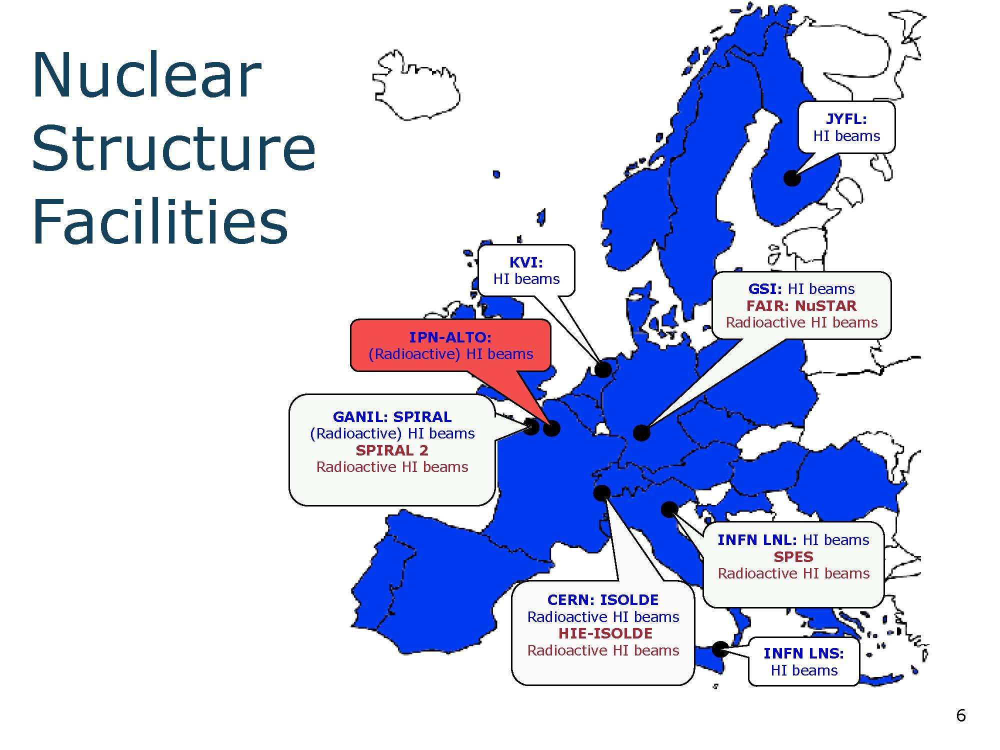 Nuclear
Structure
Facilities
JYFL:
HI beams
KVI:
HI beams
GSI: HI beams
FAIR: NuSTAR
Radioactive HI beams
IPN-ALTO:
(Radioactive) HI beams
GANIL: SPIRAL
(Radioactive) HI beams
SPIRAL 2
Radioactive HI beams
INFN LNL: HI beams
SPES
Radioactive HI beams
CERN: ISOLDE
Radioactive HI beams
HIE-ISOLDE
Radioactive HI beams
INFN LNS:
HI beams
6